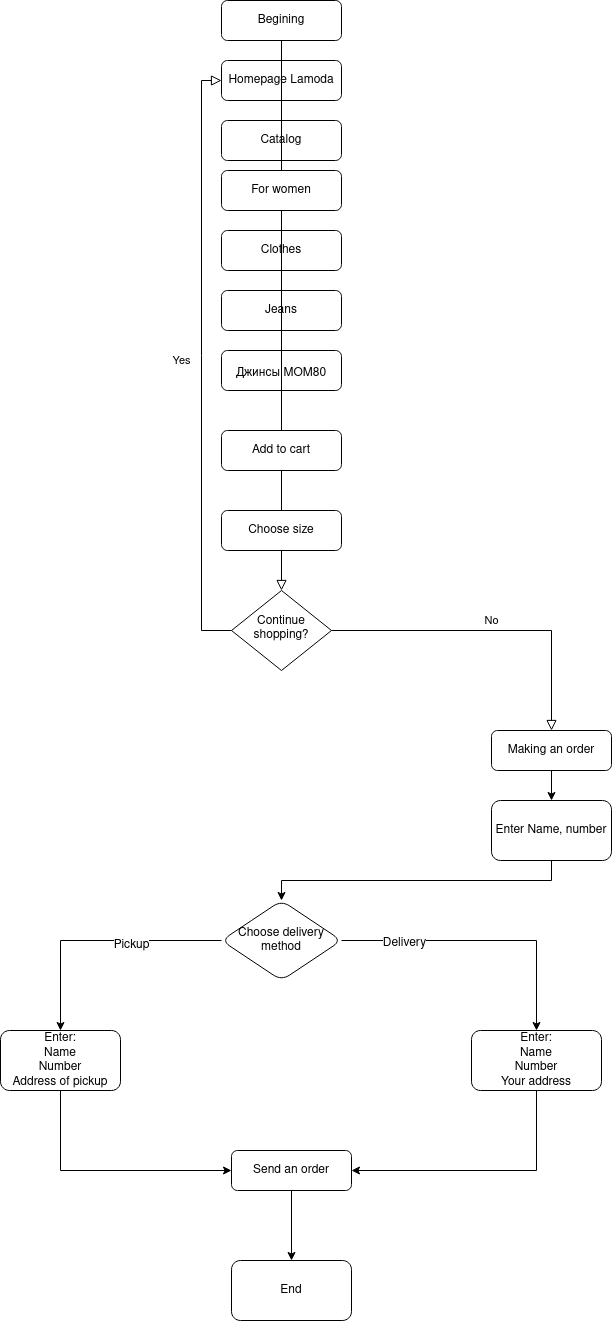 Begining
Homepage Lamoda
Catalog
For women
Clothes
Jeans
Джинсы MOM80
Yes
Add to cart
Choose size
Continue
shopping?
No
Making an order
Enter Name, number
Choose delivery
method
Pickup
Delivery
Enter:
Name
Number
Address of pickup
Enter:
Name
Number
Your address
Send an order
End